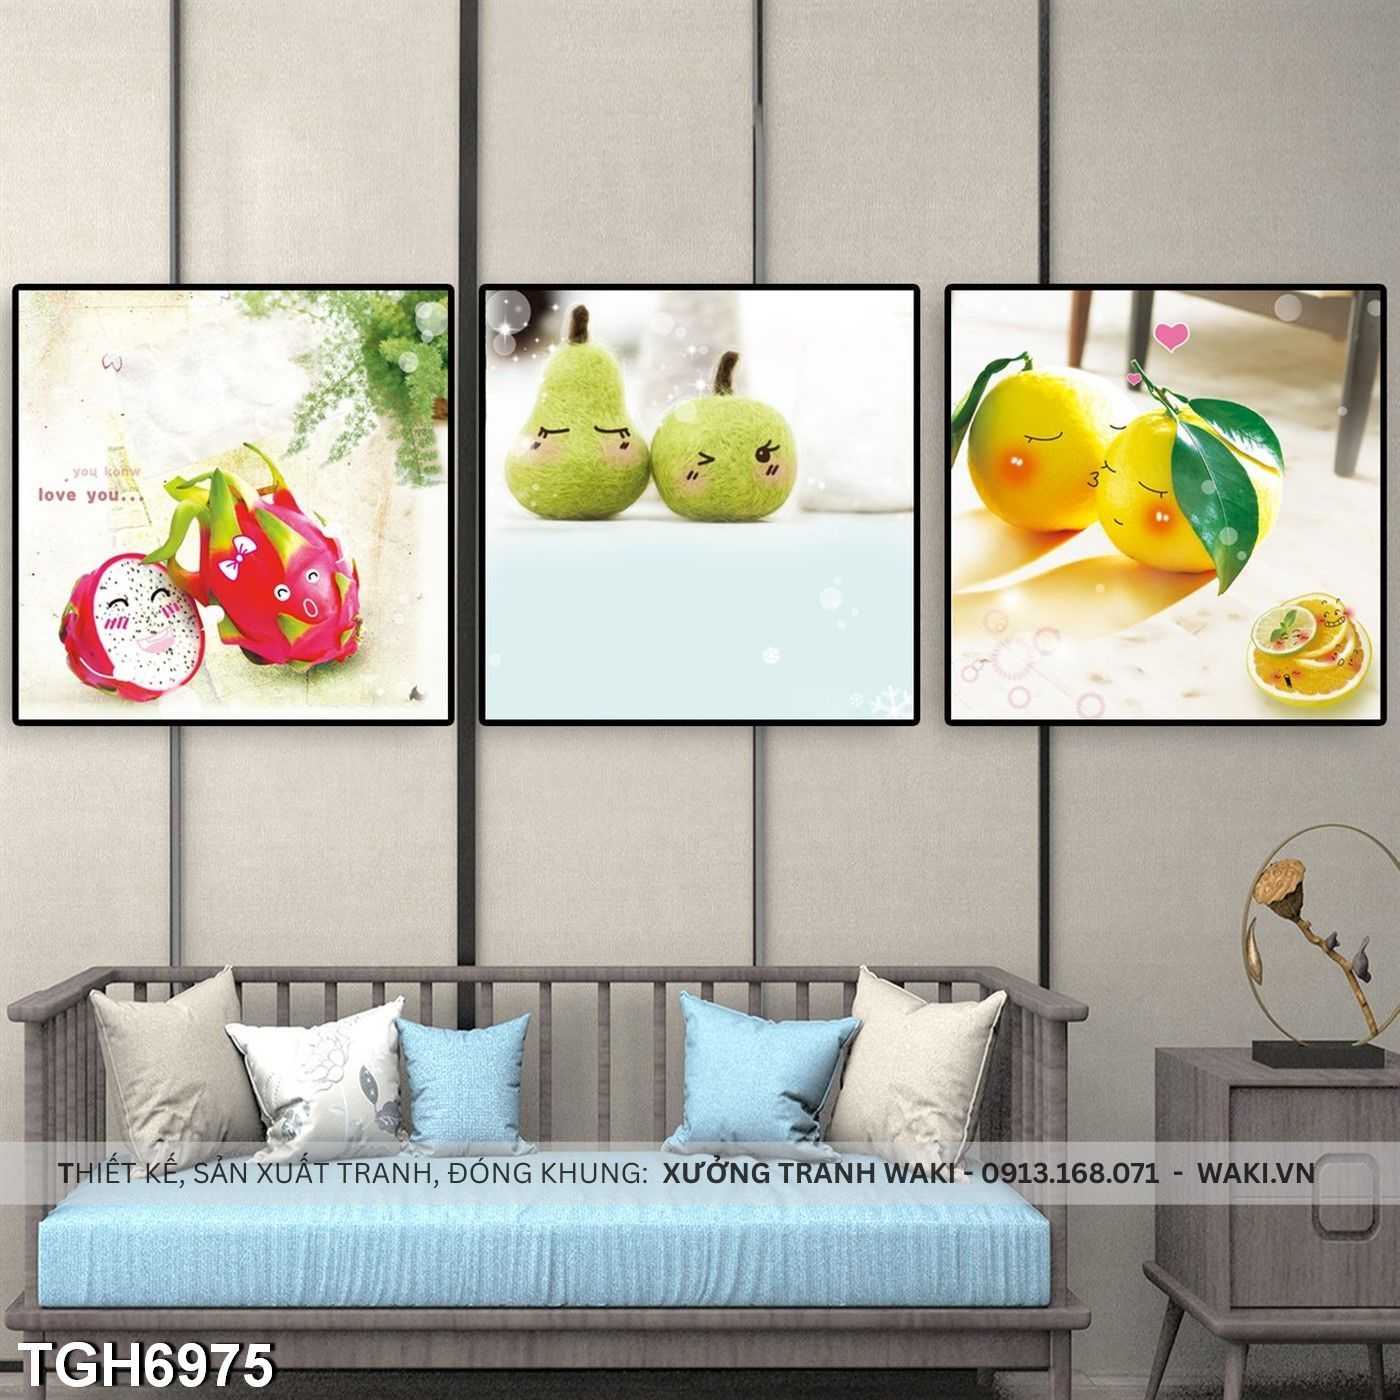 you konw
love you...
THIẾT KẾ, SẢN XUẤT TRANH, ĐÓNG KHUNG: XƯỞNG TRANH WAKI - 0913.168.071 - WAKI.VN
TGH6975